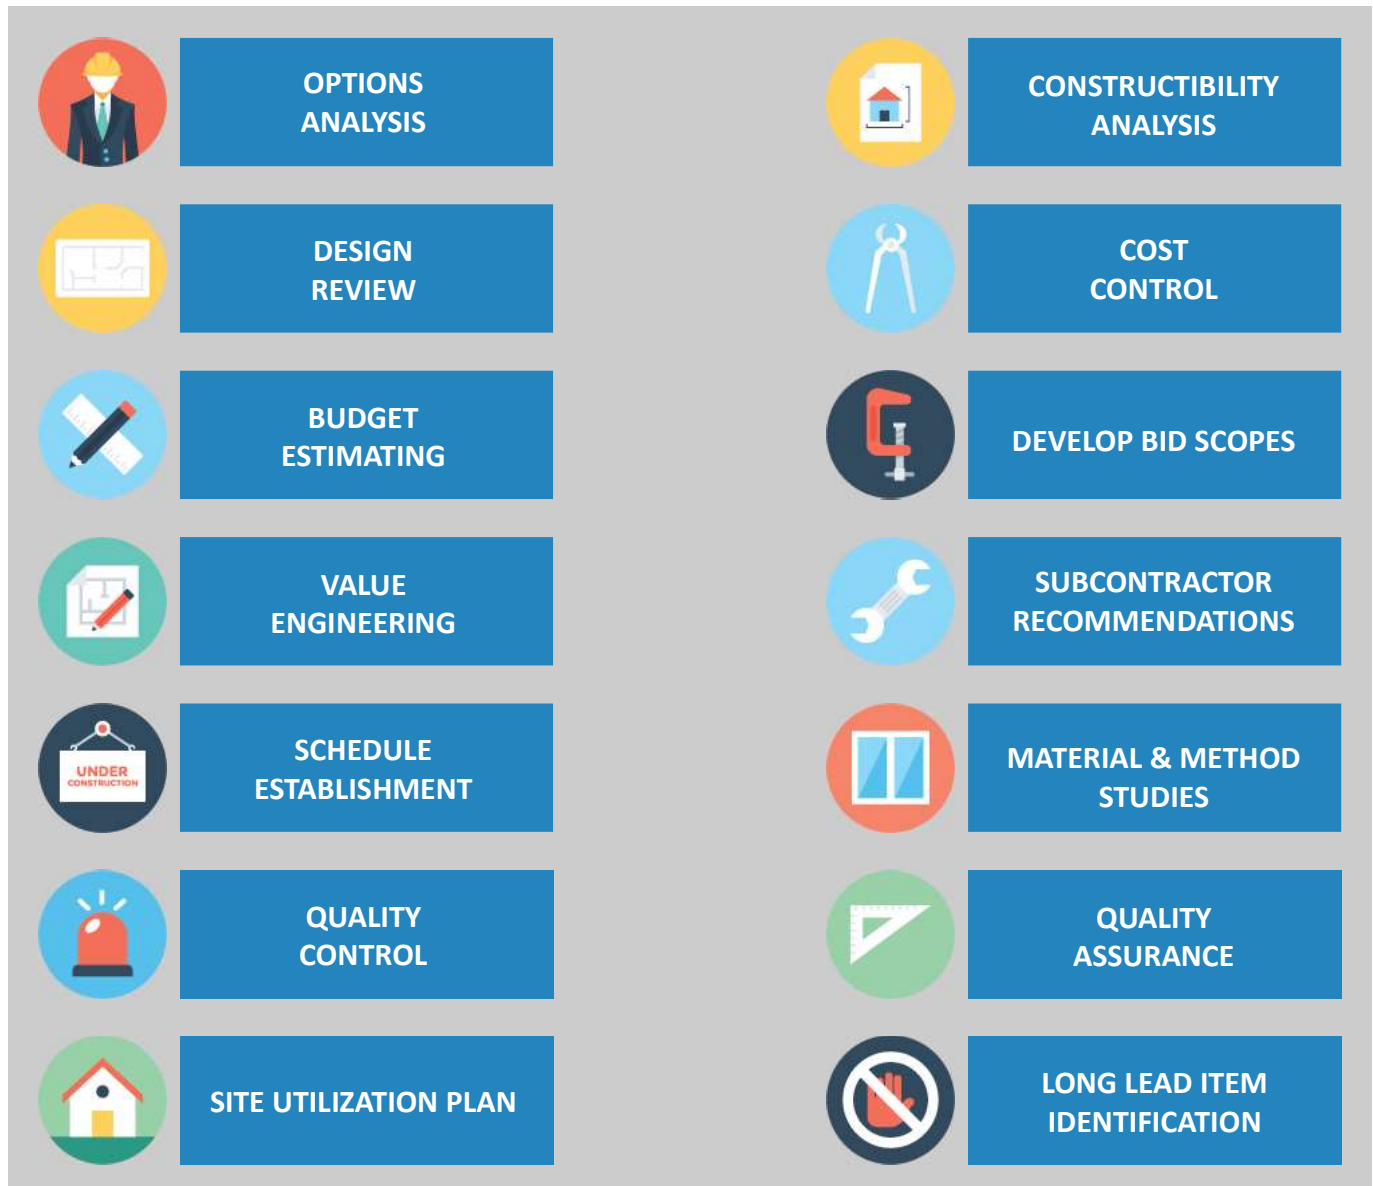 OPTIONS
ANALYSIS
CONSTRUCTIBILITY
ANALYSIS
DESIGN
REVIEW
COST
CONTROL
BUDGET
ESTIMATING
DEVELOP BID SCOPES
VALUE
ENGINEERING
SUBCONTRACTOR
RECOMMENDATIONS
UNDER
CONSTRUCTION
SCHEDULE
ESTABLISHMENT
MATERIAL & METHOD
STUDIES
QUALITY
CONTROL
QUALITY
ASSURANCE
SITE UTILIZATION PLAN
LONG LEAD ITEM
IDENTIFICATION